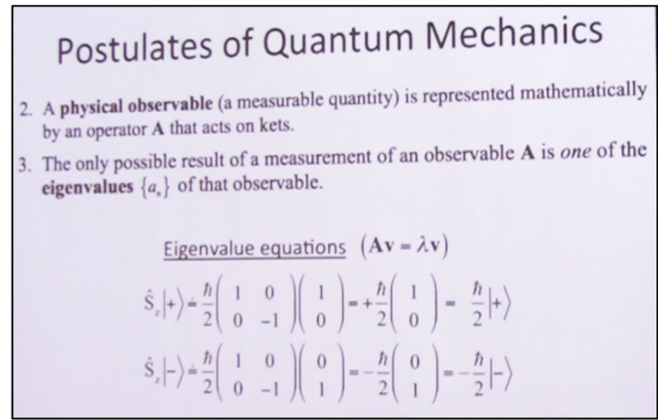 Postulates of Quantum Mechanics
2. A physical observable (a measurable quantity) is represented mathematically
by an operator A that acts on kets.
3. The only possible result of a measurement of an observable A is one of the
eigenvalues {aₙ} of that observable.
Eigenvalue equations (Av = λv)
Ŝ_z|+⟩ ≐ ħ/2 ( 1 0 ; 0 −1 ) ( 1 ; 0 ) = + ħ/2 ( 1 ; 0 ) = ħ/2 |+⟩
Ŝ_z|−⟩ ≐ ħ/2 ( 1 0 ; 0 −1 ) ( 0 ; 1 ) = − ħ/2 ( 0 ; 1 ) = − ħ/2 |−⟩